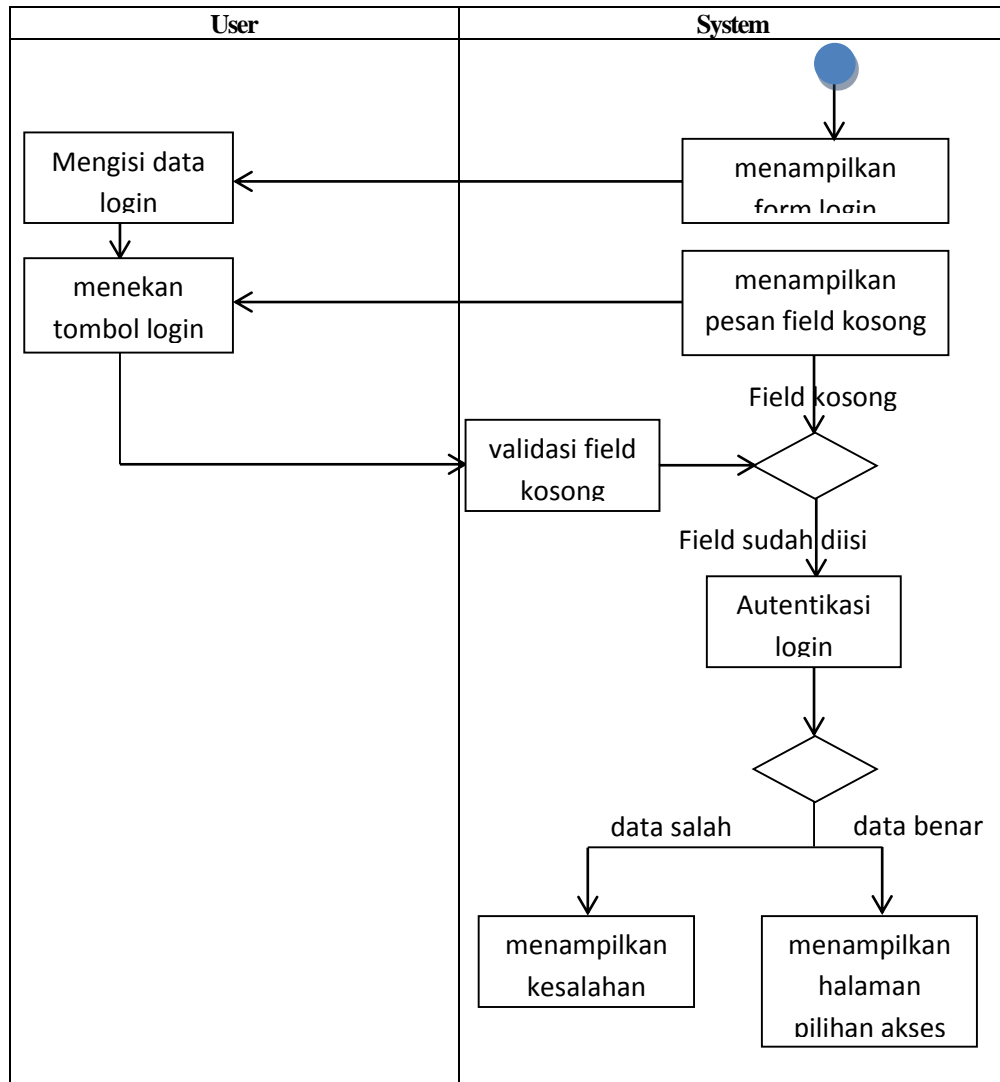 User
System
Mengisi data
login
menampilkan
form login
menekan
tombol login
menampilkan
pesan field kosong
Field kosong
validasi field
kosong
Field sudah diisi
Autentikasi
login
data salah
data benar
menampilkan
kesalahan
menampilkan
halaman
pilihan akses